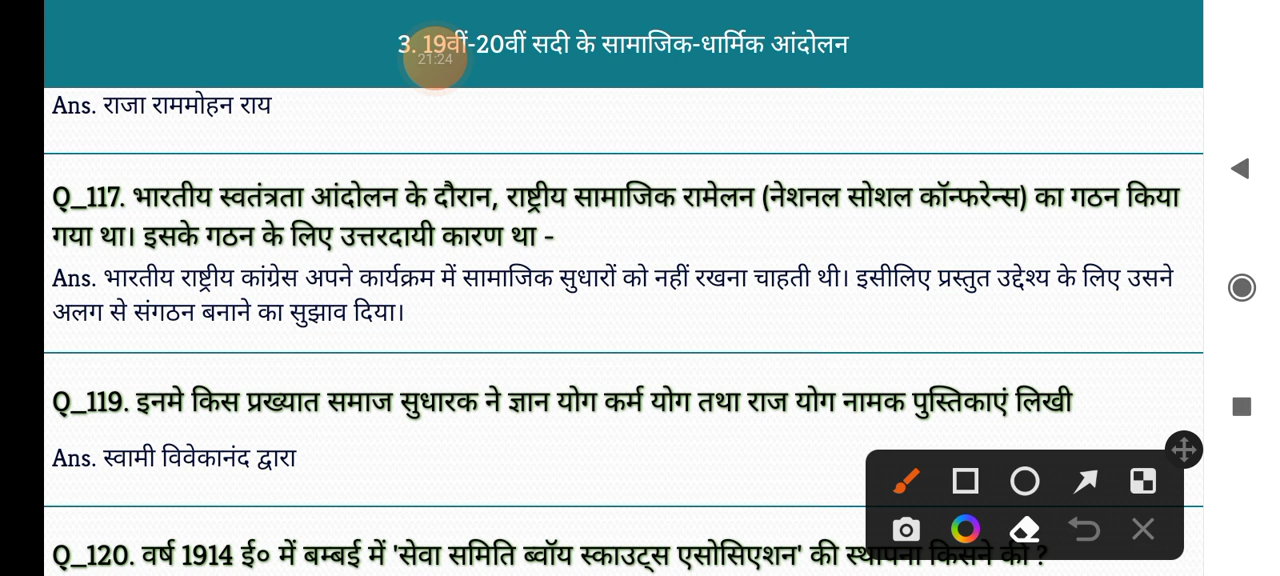 3. 19वीं-20वीं सदी के सामाजिक-धार्मिक आंदोलन
21:24
Ans. राजा राममोहन राय
Q_117. भारतीय स्वतंत्रता आंदोलन के दौरान, राष्ट्रीय सामाजिक रामेलन (नेशनल सोशल कॉन्फरेन्स) का गठन किया
गया था। इसके गठन के लिए उत्तरदायी कारण था -
Ans. भारतीय राष्ट्रीय कांग्रेस अपने कार्यक्रम में सामाजिक सुधारों को नहीं रखना चाहती थी। इसीलिए प्रस्तुत उद्देश्य के लिए उसने
अलग से संगठन बनाने का सुझाव दिया।
Q_119. इनमे किस प्रख्यात समाज सुधारक ने ज्ञान योग कर्म योग तथा राज योग नामक पुस्तिकाएं लिखी
Ans. स्वामी विवेकानंद द्वारा
Q_120. वर्ष 1914 ई० में बम्बई में 'सेवा समिति ब्वॉय स्काउट्स एसोसिएशन' की स्थापना किसने की ?